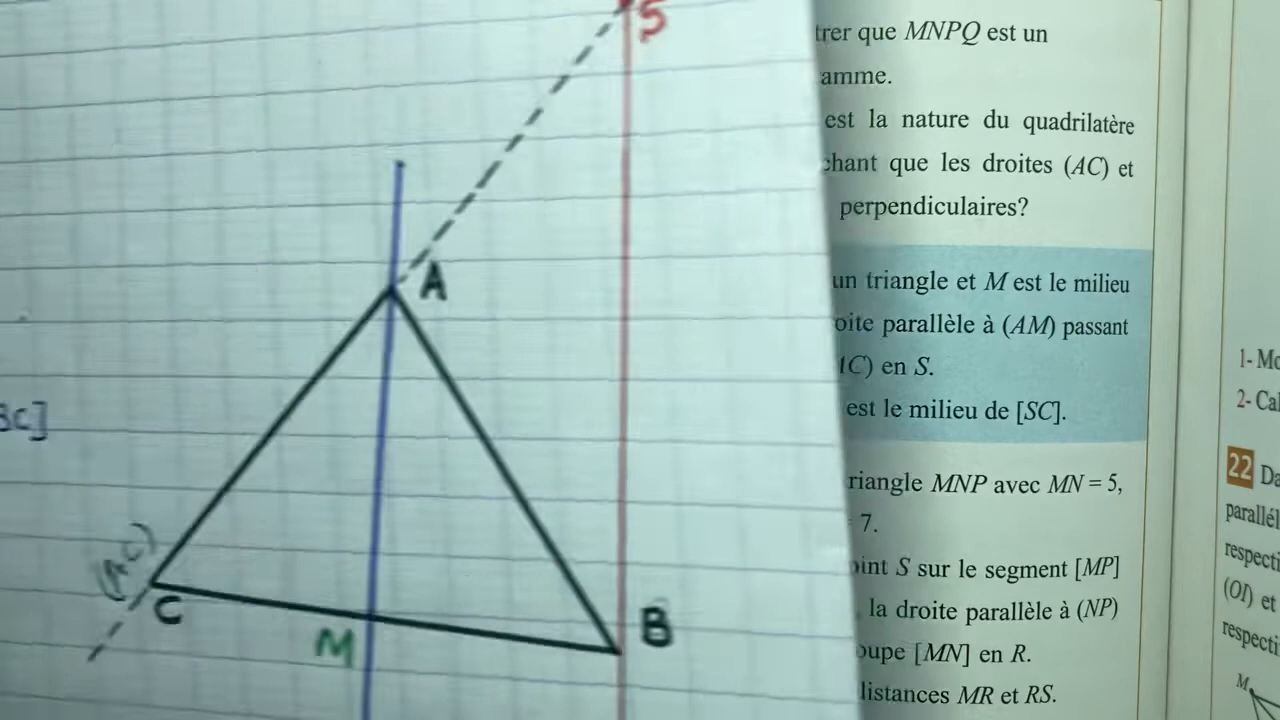 S
A
BC]
(AC)
C
M
B
trer que MNPQ est un
amme.
est la nature du quadrilatère
chant que les droites (AC) et
perpendiculaires?
un triangle et M est le milieu
oite parallèle à (AM) passant
C) en S.
est le milieu de [SC].
riangle MNP avec MN = 5,
7.
oint S sur le segment [MP]
la droite parallèle à (NP)
oupe [MN] en R.
listances MR et RS.
1- Mo
2- Cal
22 Da
parallél
respecti
(OI) et
respecti
M